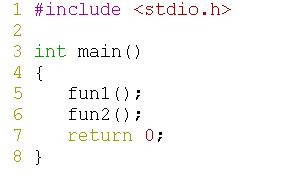 1 #include <stdio.h>
2
3 int main()
4 {
5    fun1();
6    fun2();
7    return 0;
8 }